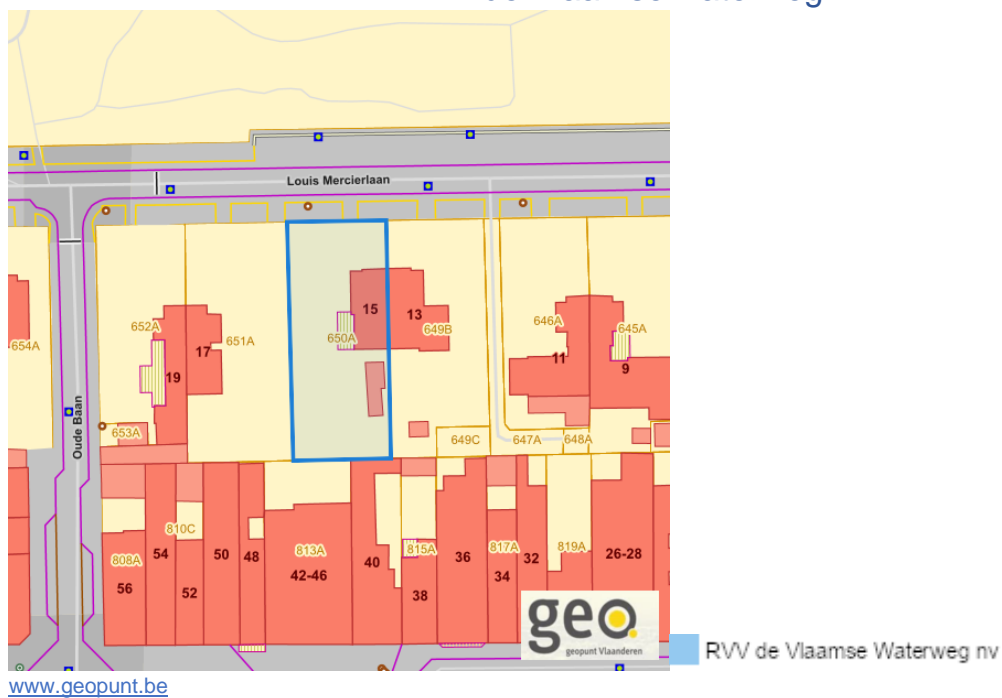 Louis Mercierlaan
Oude Baan
15
13
649B
650A
652A
651A
17
19
653A
654A
646A
645A
11
9
649C
647A
648A
810C
808A
56
54
52
50
48
813A
42-46
40
815A
38
36
817A
34
32
819A
26-28
geo
geopunt Vlaanderen
RVV de Vlaamse Waterweg nv
www.geopunt.be